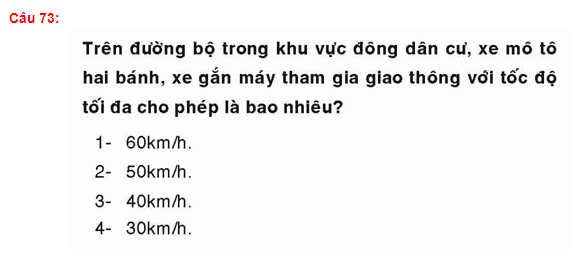 Câu 73:
Trên đường bộ trong khu vực đông dân cư, xe mô tô
hai bánh, xe gắn máy tham gia giao thông với tốc độ
tối đa cho phép là bao nhiêu?
1- 60km/h.
2- 50km/h.
3- 40km/h.
4- 30km/h.